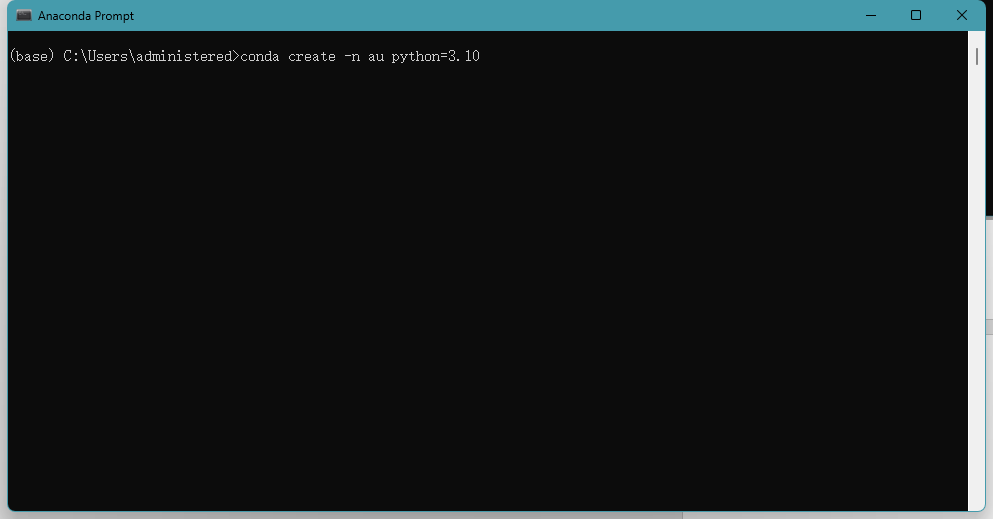 Anaconda Prompt
(base) C:\Users\administered>conda create -n au python=3.10